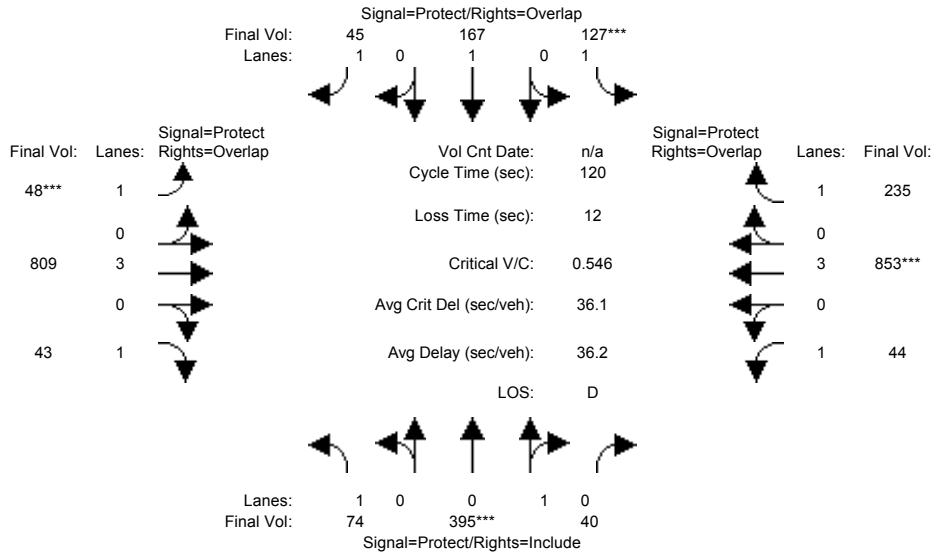 Signal=Protect/Rights=Overlap
Final Vol: 45 167 127***
Lanes: 1 0 1 0 1
Signal=Protect Signal=Protect
Final Vol: Lanes: Rights=Overlap Vol Cnt Date: n/a Rights=Overlap Lanes: Final Vol:
Cycle Time (sec): 120
48*** 1 1 235
Loss Time (sec): 12
0 0
809 3 Critical V/C: 0.546 3 853***
0 Avg Crit Del (sec/veh): 36.1 0
43 1 Avg Delay (sec/veh): 36.2 1 44
LOS: D
Lanes: 1 0 0 1 0
Final Vol: 74 395*** 40
Signal=Protect/Rights=Include